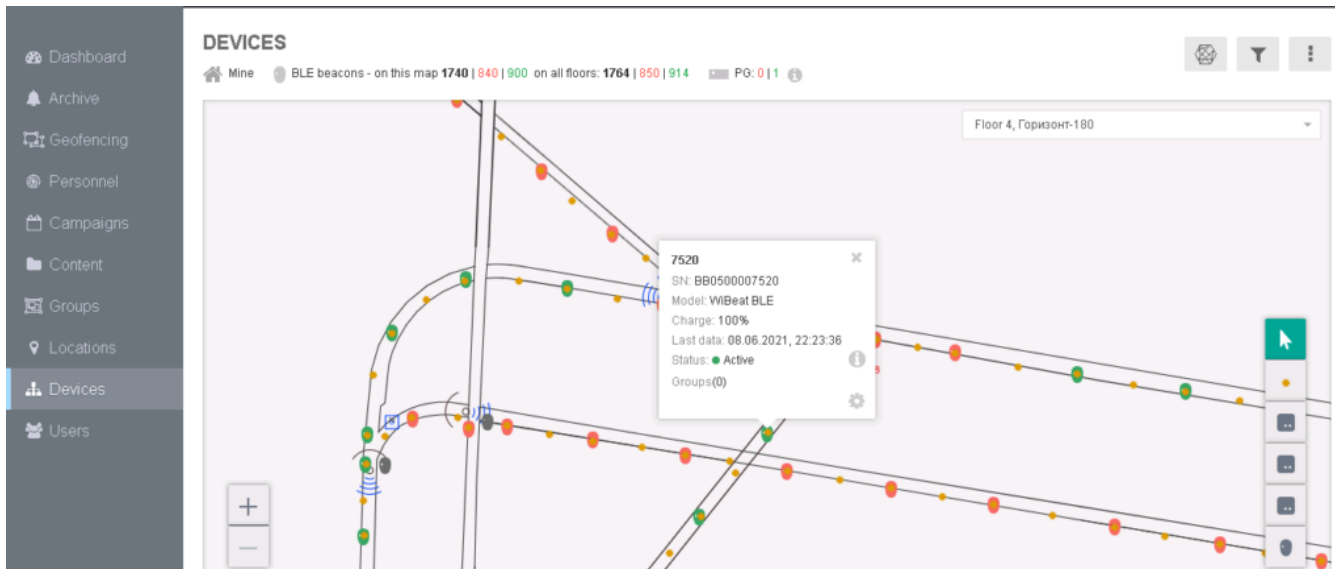 Dashboard
Archive
Geofencing
Personnel
Campaigns
Content
Groups
Locations
Devices
Users
DEVICES
Mine BLE beacons - on this map 1740 | 840 | 900 on all floors: 1764 | 850 | 914 PG: 0 | 1
Floor 4, Горизонт-180
7520
SN: BB0500007520
Model: WiBeat BLE
Charge: 100%
Last data: 08.06.2021, 22:23:36
Status: Active
Groups(0)